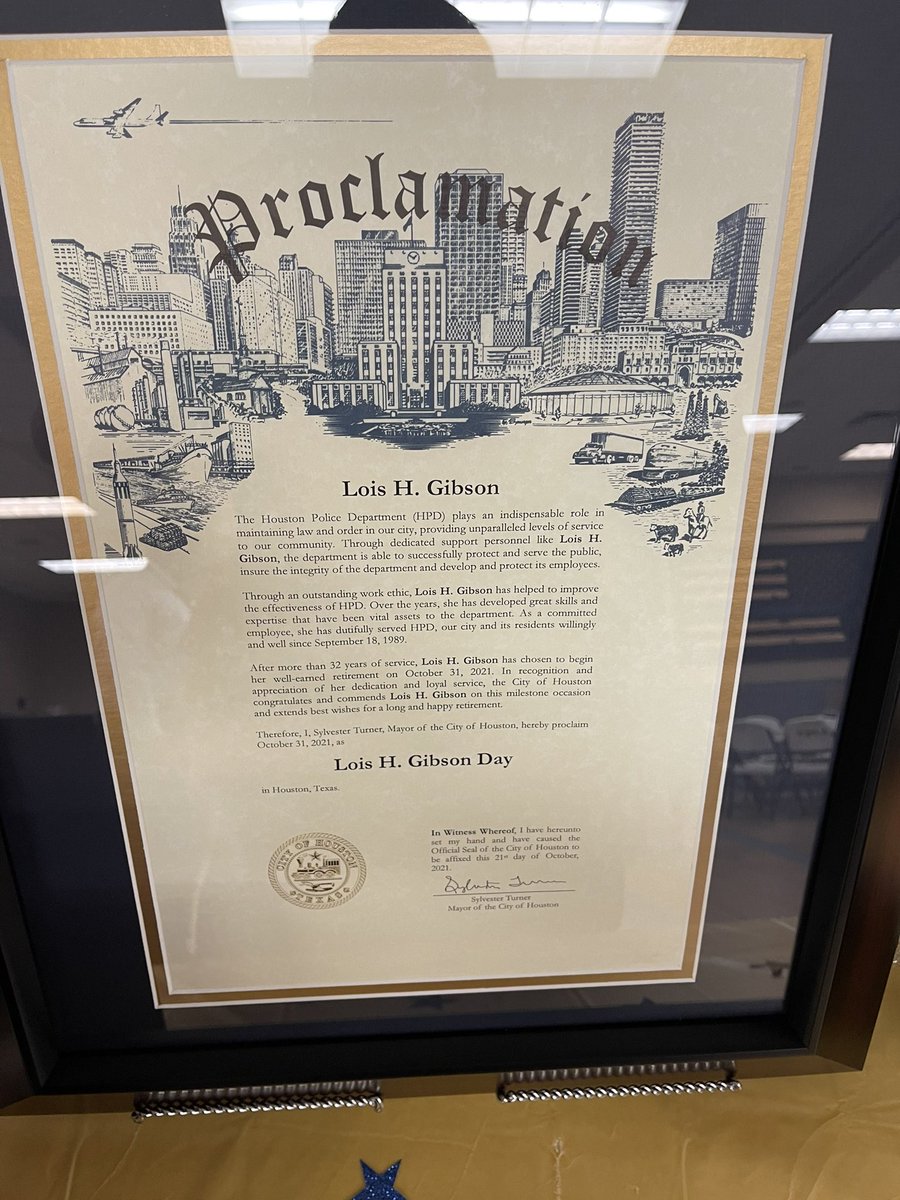 Proclamation
Lois H. Gibson
The Houston Police Department (HPD) plays an indispensable role in
maintaining law and order in our city, providing unparalleled levels of service
to our community. Through dedicated support personnel like Lois H.
Gibson, the department is able to successfully protect and serve the public,
insure the integrity of the department and develop and protect its employees.
Through an outstanding work ethic, Lois H. Gibson has helped to improve
the effectiveness of HPD. Over the years, she has developed great skills and
expertise that have been vital assets to the department. As a committed
employee, she has dutifully served HPD, our city and its residents willingly
and well since September 18, 1989.
After more than 32 years of service, Lois H. Gibson has chosen to begin
her well-earned retirement on October 31, 2021. In recognition and
appreciation of her dedication and loyal service, the City of Houston
congratulates and commends Lois H. Gibson on this milestone occasion
and extends best wishes for a long and happy retirement.
Therefore, I, Sylvester Turner, Mayor of the City of Houston, hereby proclaim
October 31, 2021, as
Lois H. Gibson Day
in Houston, Texas.
CITY OF HOUSTON
TEXAS
In Witness Whereof, I have hereunto
set my hand and have caused the
Official Seal of the City of Houston to
be affixed this 21st day of October,
2021.
Sylvester Turner
Sylvester Turner
Mayor of the City of Houston